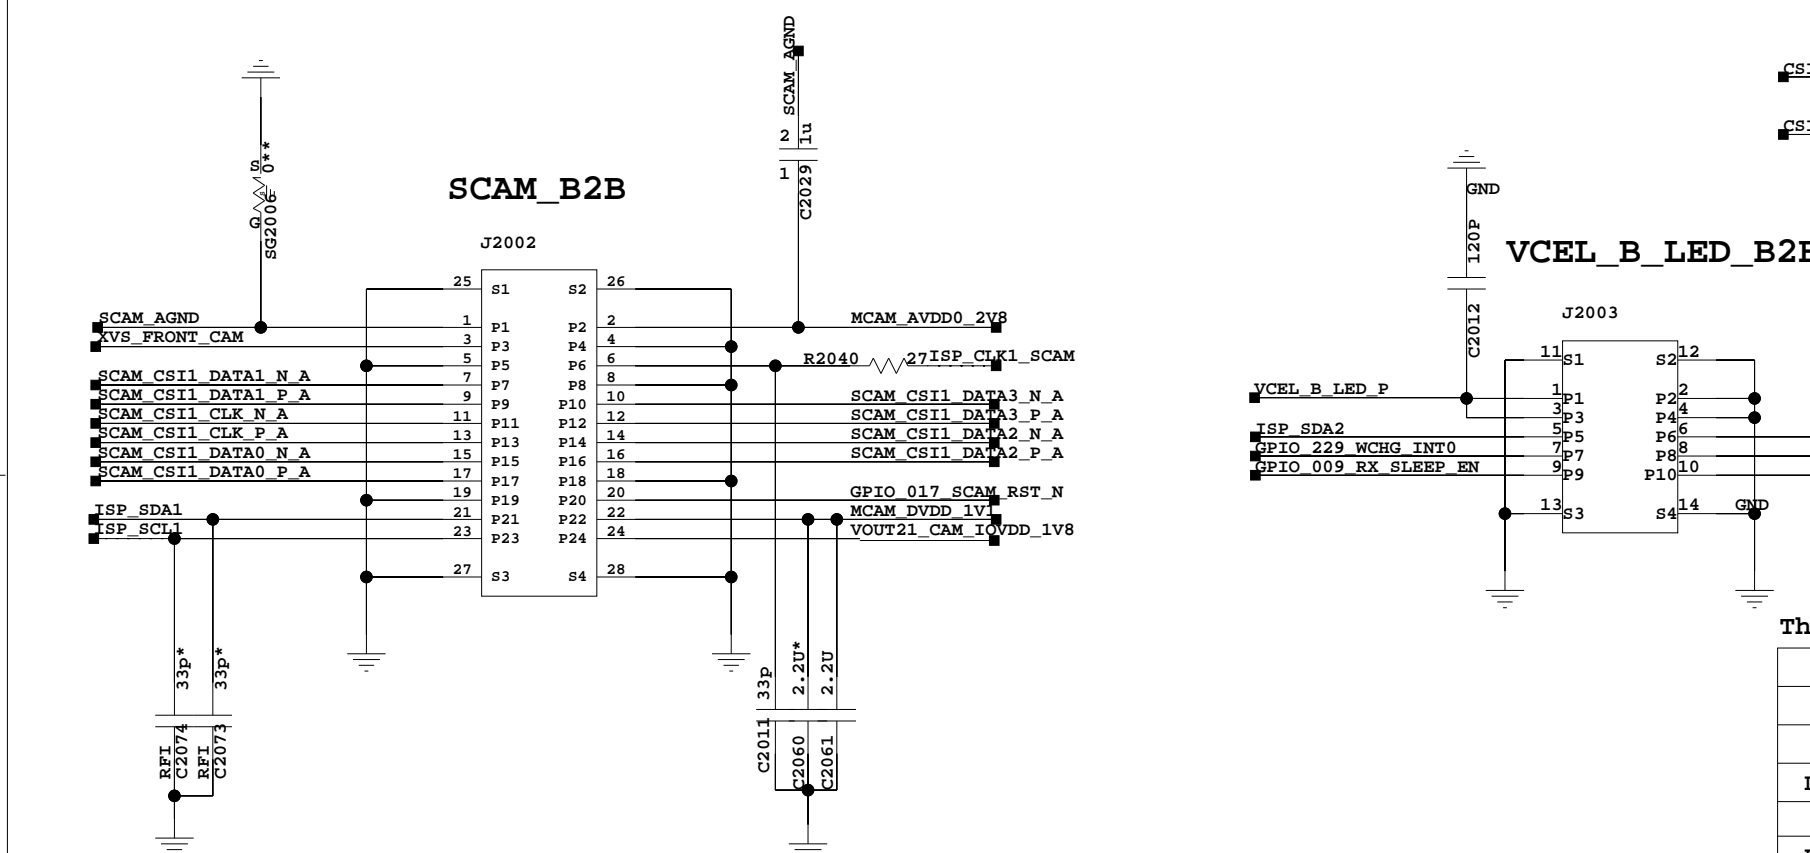 SCAM_AGND
2
1u
1
C2029
S
0**
G
SG2006
SCAM_B2B
J2002
25 S1 S2 26
SCAM_AGND 1 P1 P2 2 MCAM_AVDD0_2V8
XVS_FRONT_CAM 3 P3 P4 4
5 P5 P6 6 R2040 27 ISP_CLK1_SCAM
SCAM_CSI1_DATA1_N_A 7 P7 P8 8
SCAM_CSI1_DATA1_P_A 9 P9 P10 10 SCAM_CSI1_DATA3_N_A
SCAM_CSI1_CLK_N_A 11 P11 P12 12 SCAM_CSI1_DATA3_P_A
SCAM_CSI1_CLK_P_A 13 P13 P14 14 SCAM_CSI1_DATA2_N_A
SCAM_CSI1_DATA0_N_A 15 P15 P16 16 SCAM_CSI1_DATA2_P_A
SCAM_CSI1_DATA0_P_A 17 P17 P18 18
19 P19 P20 20 GPIO_017_SCAM_RST_N
ISP_SDA1 21 P21 P22 22 MCAM_DVDD_1V1
ISP_SCL1 23 P23 P24 24 VOUT21_CAM_IOVDD_1V8
27 S3 S4 28
33p*
33p*
RFI
C2074
RFI
C2073
33p
2.2U*
2.2U
C2011
C2060
C2061
GND
120P
C2012
VCEL_B_LED_B2B
J2003
11 S1 S2 12
VCEL_B_LED_P 1 P1 P2 2
3 P3 P4 4
ISP_SDA2 5 P5 P6 6
GPIO_229_WCHG_INT0 7 P7 P8 8
GPIO_009_RX_SLEEP_EN 9 P9 P10 10
13 S3 S4 14 GND
CSI
CSI
Th